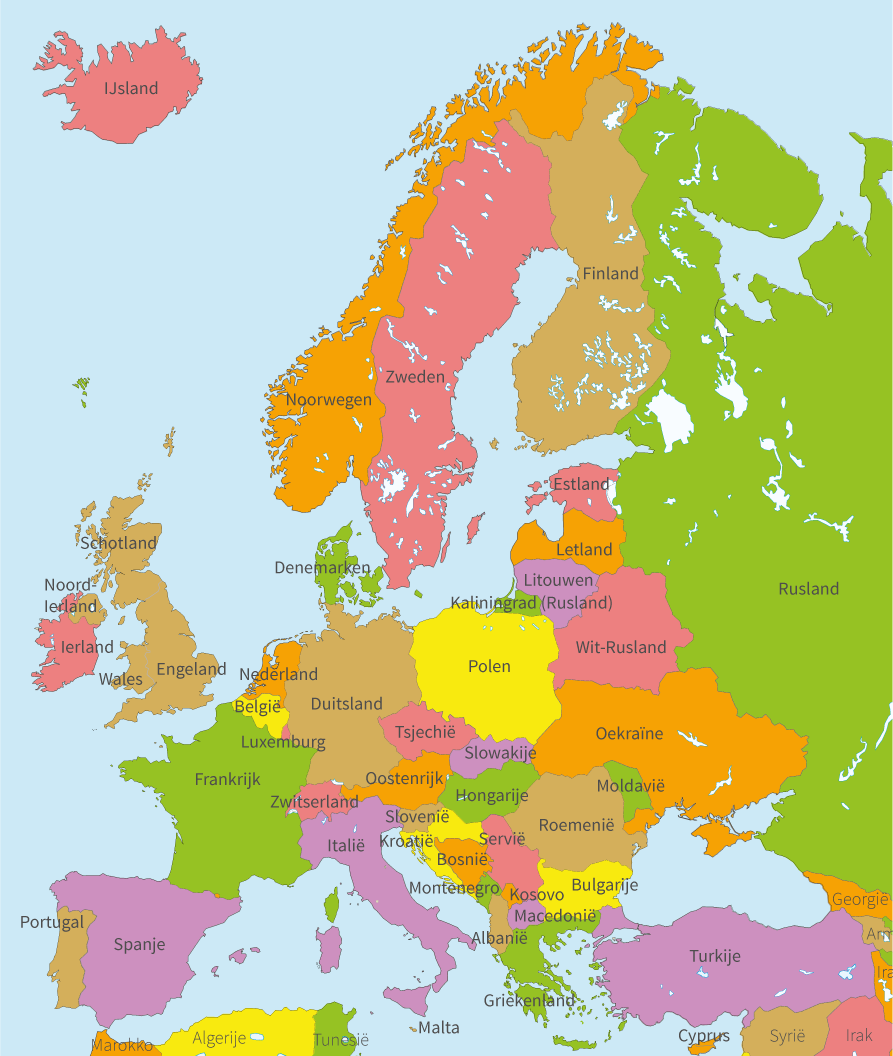 IJsland
Finland
Zweden
Noorwegen
Estland
Schotland
Letland
Denemarken
Litouwen
Noord-
Ierland
Kaliningrad (Rusland)
Rusland
Ierland
Wit-Rusland
Engeland
Polen
Wales
Nederland
Duitsland
België
Oekraïne
Tsjechië
Luxemburg
Slowakije
Frankrijk
Oostenrijk
Moldavië
Hongarije
Zwitserland
Slovenië
Roemenië
Servië
Kroatië
Italië
Bosnië
Bulgarije
Montenegro
Kosovo
Georgie
Macedonië
Portugal
Arm
Albanië
Spanje
Turkije
Ira
Griekenland
Malta
Cyprus
Syrië
Irak
Algerije
Tunesië
Marokko